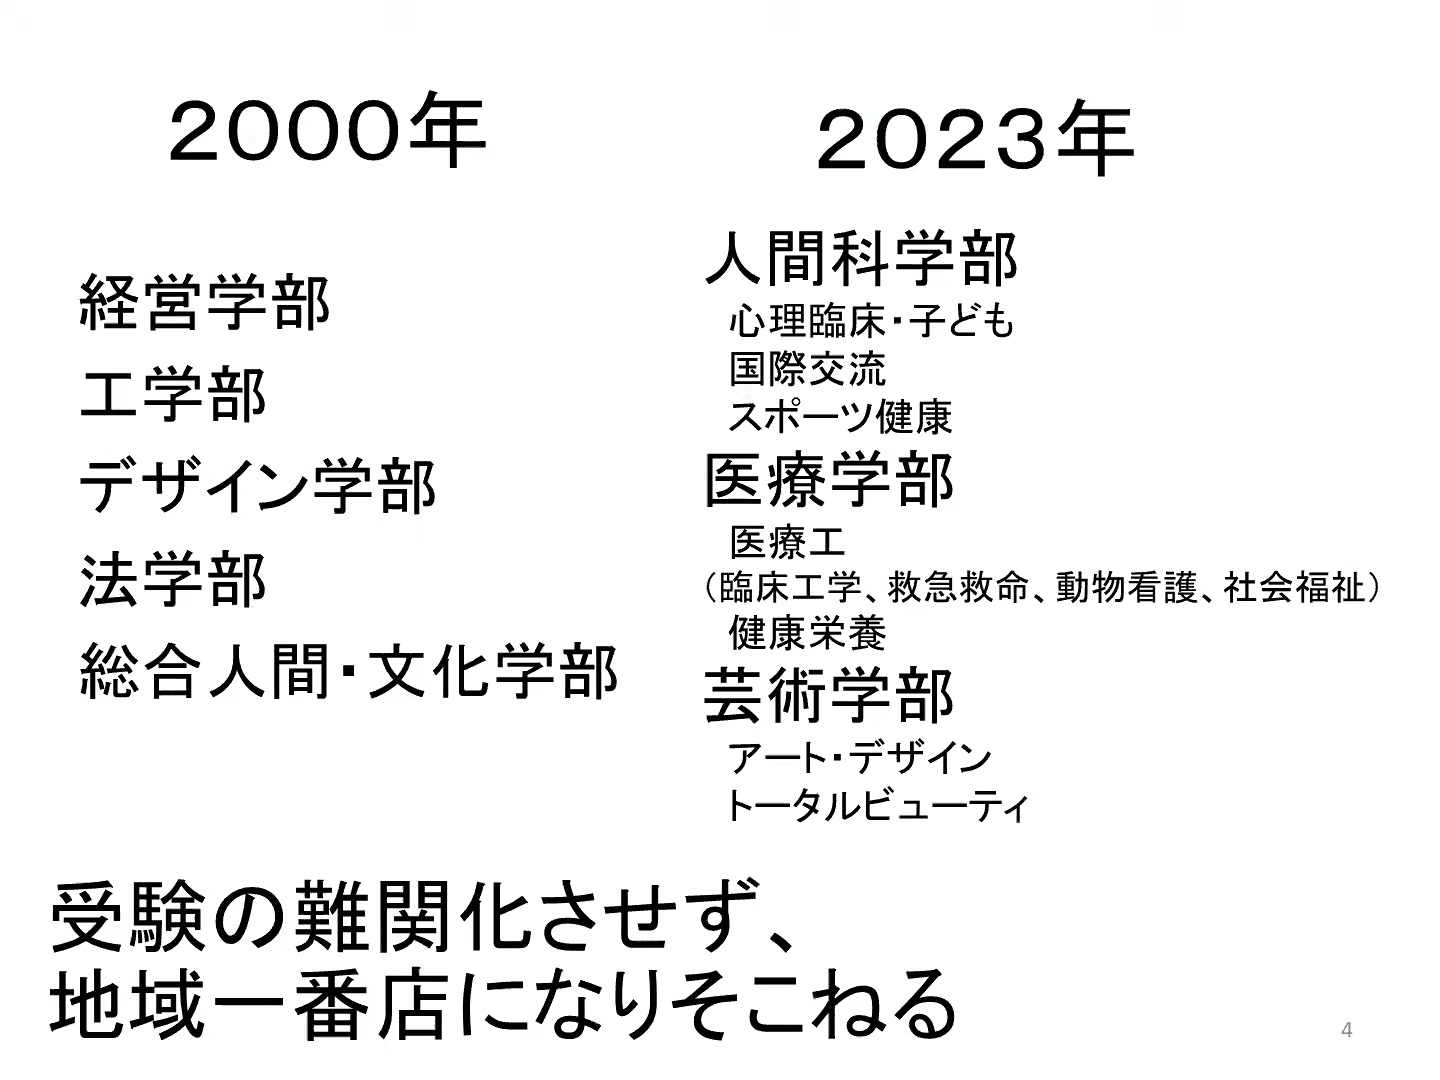 2000年
経営学部
工学部
デザイン学部
法学部
総合人間・文化学部
2023年
人間科学部
心理臨床・子ども
国際交流
スポーツ健康
医療学部
医療工
（臨床工学、救急救命、動物看護、社会福祉）
健康栄養
芸術学部
アート・デザイン
トータルビューティ
受験の難関化させず、
地域一番店になりそこねる
4